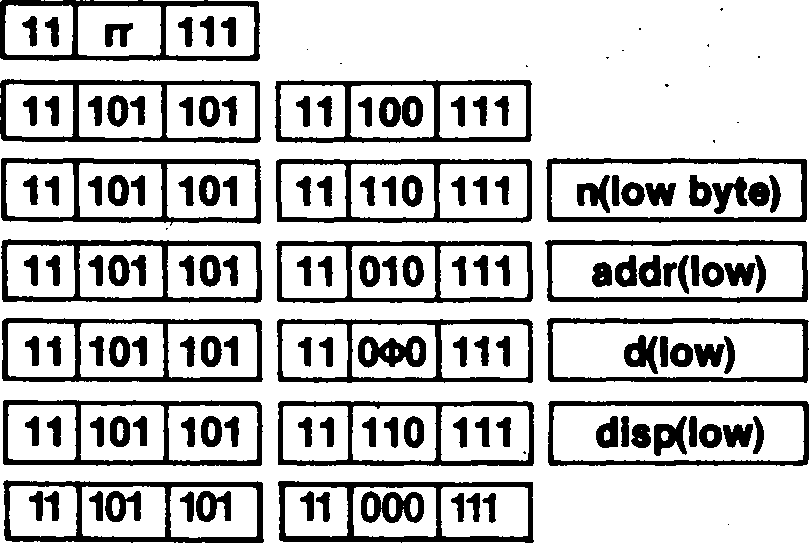 11 rr 111
11 101 101 11 100 111
11 101 101 11 110 111 n(low byte)
11 101 101 11 010 111 addr(low)
11 101 101 11 0Φ0 111 d(low)
11 101 101 11 110 111 disp(low)
11 101 101 11 000 111